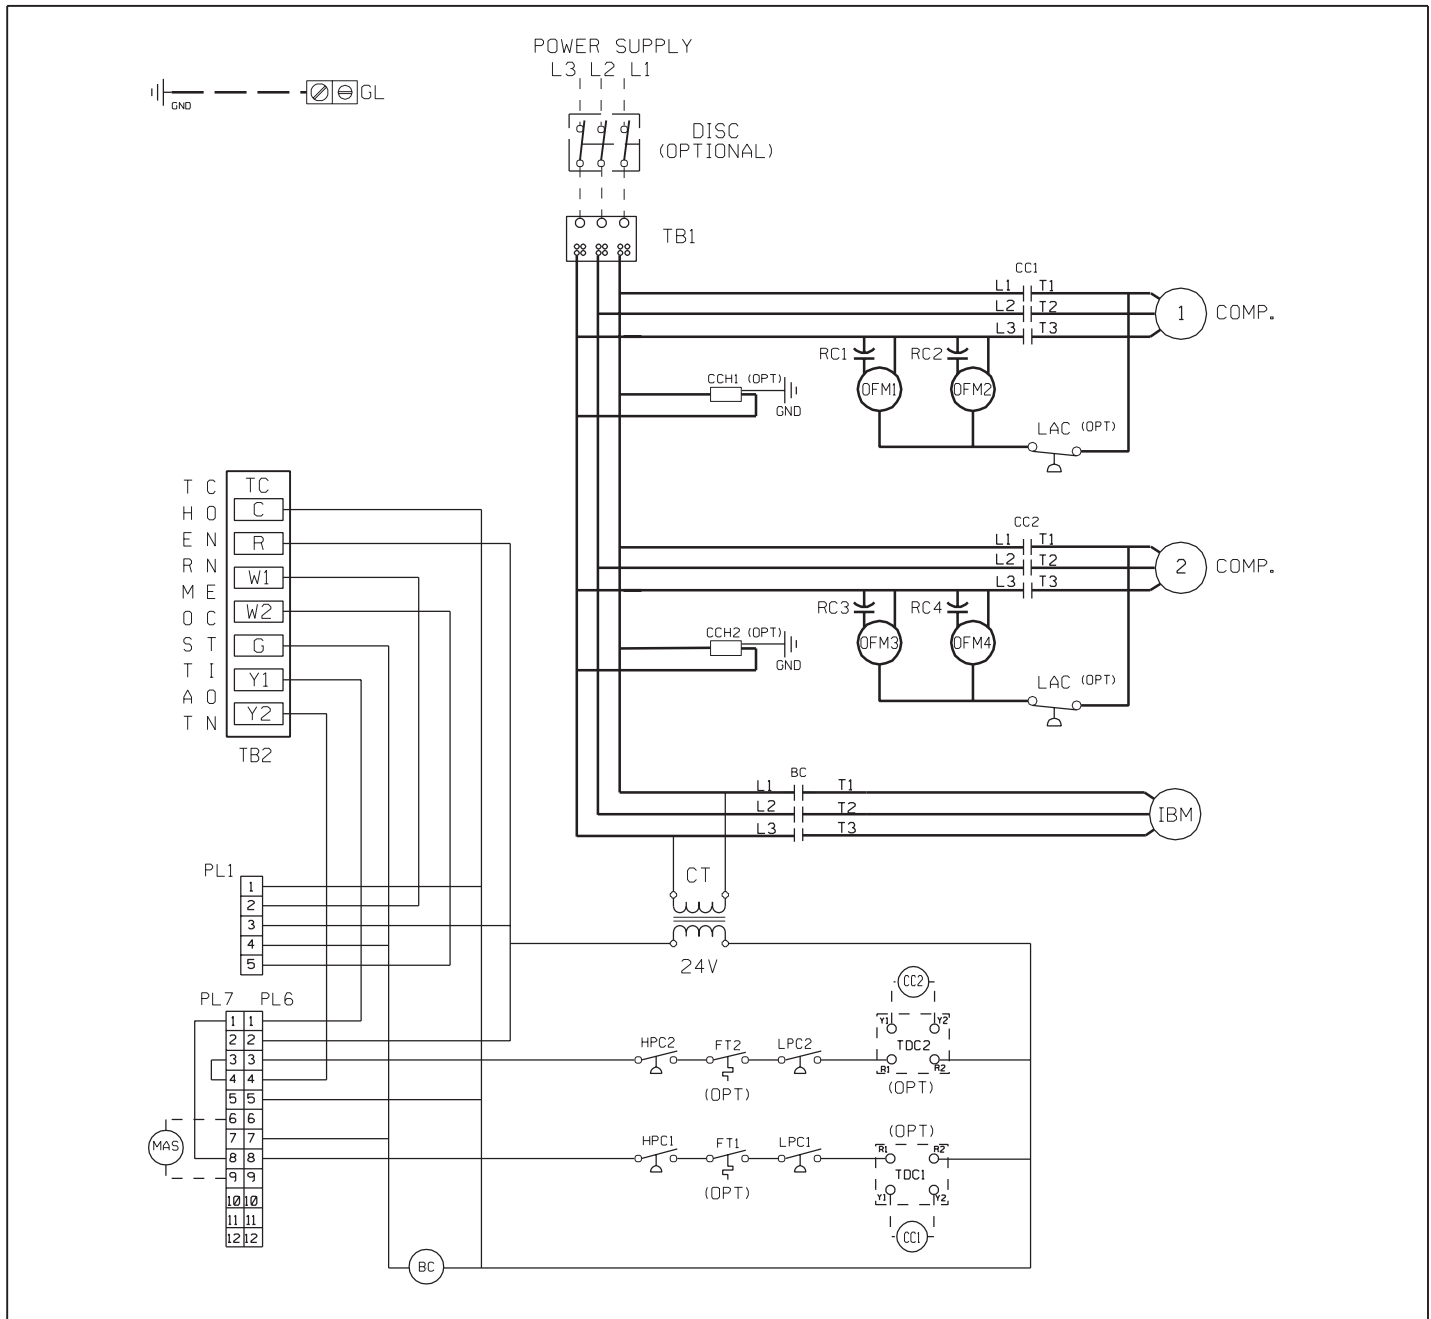 POWER SUPPLY
L3 L2 L1
GND
GL
DISC
(OPTIONAL)
TB1
CC1
L1 T1
L2 T2
L3 T3
1
COMP.
RC1
RC2
OFM1
OFM2
CCH1 (OPT)
GND
LAC (OPT)
CC2
L1 T1
L2 T2
L3 T3
2
COMP.
RC3
RC4
OFM3
OFM4
CCH2 (OPT)
GND
LAC (OPT)
THERMOSTAT
CONNECTION
TC
C
R
W1
W2
G
Y1
Y2
TB2
BC
L1 T1
L2 T2
L3 T3
IBM
CT
24V
PL1
1
2
3
4
5
PL7 PL6
1 1
2 2
3 3
4 4
5 5
6 6
7 7
8 8
9 9
10 10
11 11
12 12
MAS
HPC2
FT2
(OPT)
LPC2
CC2
Y1 Y2
TDC2
R1 R2
(OPT)
HPC1
FT1
(OPT)
LPC1
(OPT)
R1 R2
TDC1
Y1 Y2
CC1
BC